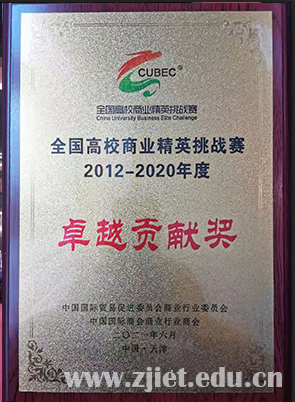 CUBEC®
全国高校商业精英挑战赛
China University Business Elite Challenge
全国高校商业精英挑战赛
2012-2020年度
卓越贡献奖
中国国际贸易促进委员会商业行业委员会
中国国际商会商业行业商会
二〇二一年六月
中国·天津
www.zjiet.edu.cn